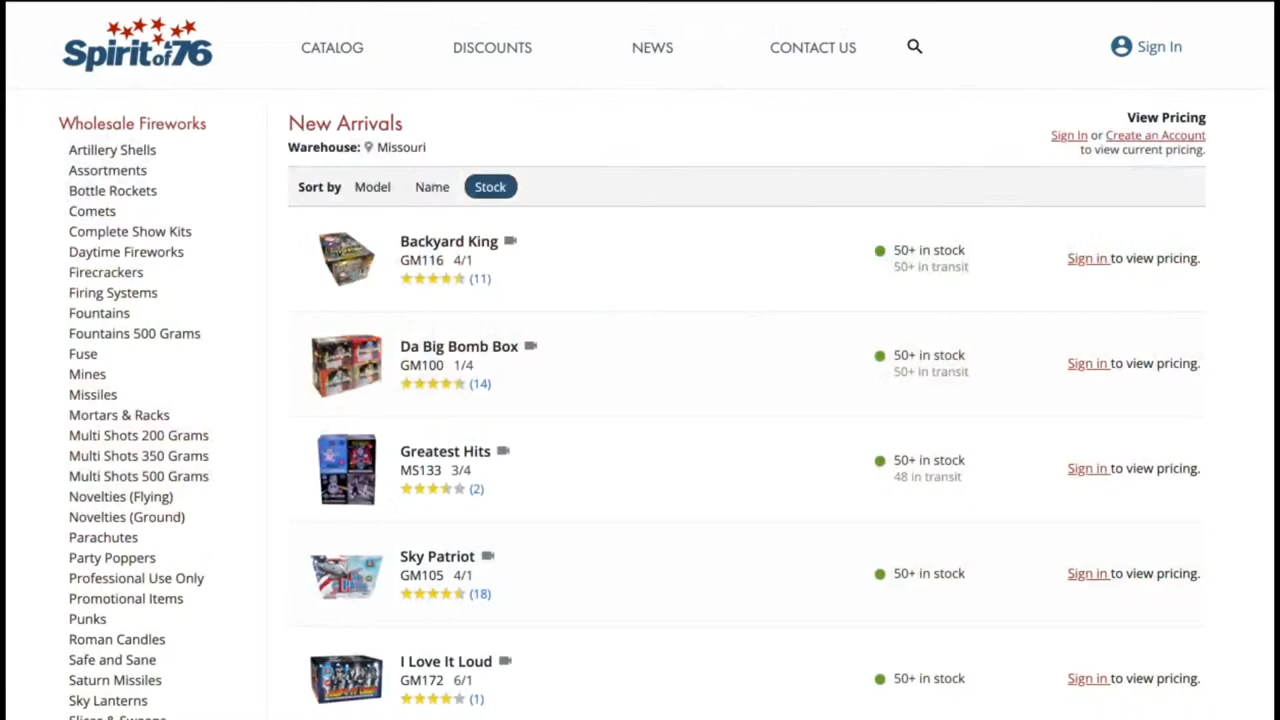 Spirit of '76
CATALOG
DISCOUNTS
NEWS
CONTACT US
Sign In
Wholesale Fireworks
Artillery Shells
Assortments
Bottle Rockets
Comets
Complete Show Kits
Daytime Fireworks
Firecrackers
Firing Systems
Fountains
Fountains 500 Grams
Fuse
Mines
Missiles
Mortars & Racks
Multi Shots 200 Grams
Multi Shots 350 Grams
Multi Shots 500 Grams
Novelties (Flying)
Novelties (Ground)
Parachutes
Party Poppers
Professional Use Only
Promotional Items
Punks
Roman Candles
Safe and Sane
Saturn Missiles
Sky Lanterns
New Arrivals
Warehouse: Missouri
View Pricing
Sign In or Create an Account
to view current pricing.
Sort by Model Name Stock
Backyard King
GM116 4/1
(11)
50+ in stock
50+ in transit
Sign in to view pricing.
Da Big Bomb Box
GM100 1/4
(14)
50+ in stock
50+ in transit
Sign in to view pricing.
Greatest Hits
MS133 3/4
(2)
50+ in stock
48 in transit
Sign in to view pricing.
Sky Patriot
GM105 4/1
(18)
50+ in stock
Sign in to view pricing.
I Love It Loud
GM172 6/1
(1)
50+ in stock
Sign in to view pricing.